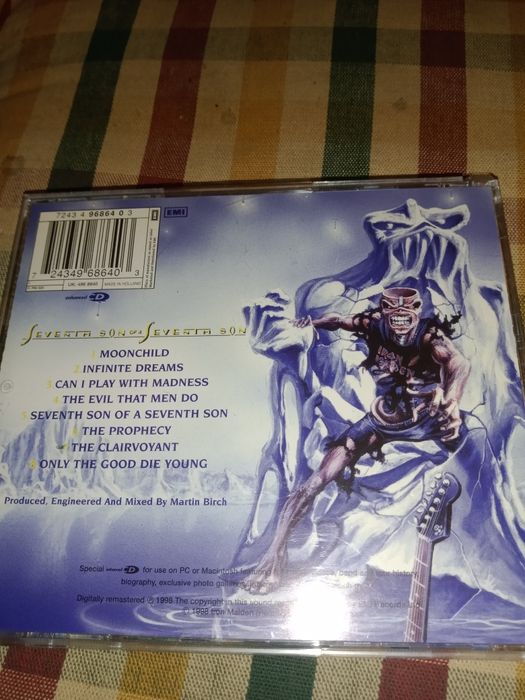 7243 4 96864 0 3
EMI
7 24349 68640 3
UK: 496 8640
MADE IN HOLLAND
enhanced CD
SEVENTH SON OF A SEVENTH SON
1 MOONCHILD
2 INFINITE DREAMS
3 CAN I PLAY WITH MADNESS
4 THE EVIL THAT MEN DO
5 SEVENTH SON OF A SEVENTH SON
6 THE PROPHECY
7 THE CLAIRVOYANT
8 ONLY THE GOOD DIE YOUNG
Produced, Engineered And Mixed By Martin Birch
Special enhanced CD for use on PC or Macintosh featuring band history
biography, exclusive photo
Digitally remastered ℗ 1998 The copyright in this sound
© 1998 Iron Maiden